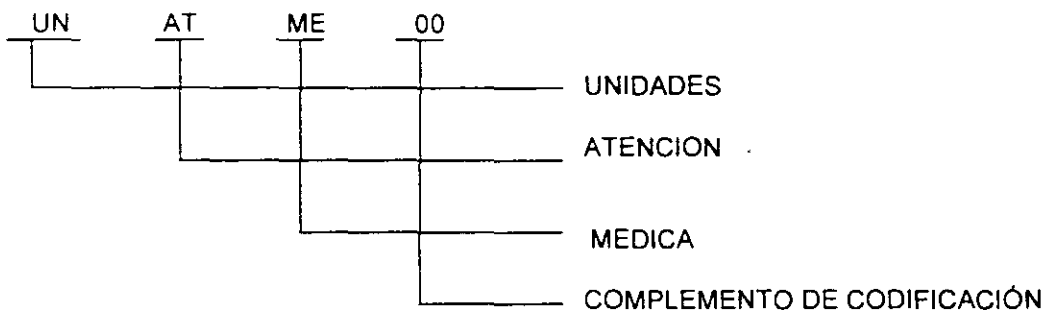 UN AT ME 00
UNIDADES
ATENCION
MEDICA
COMPLEMENTO DE CODIFICACIÓN